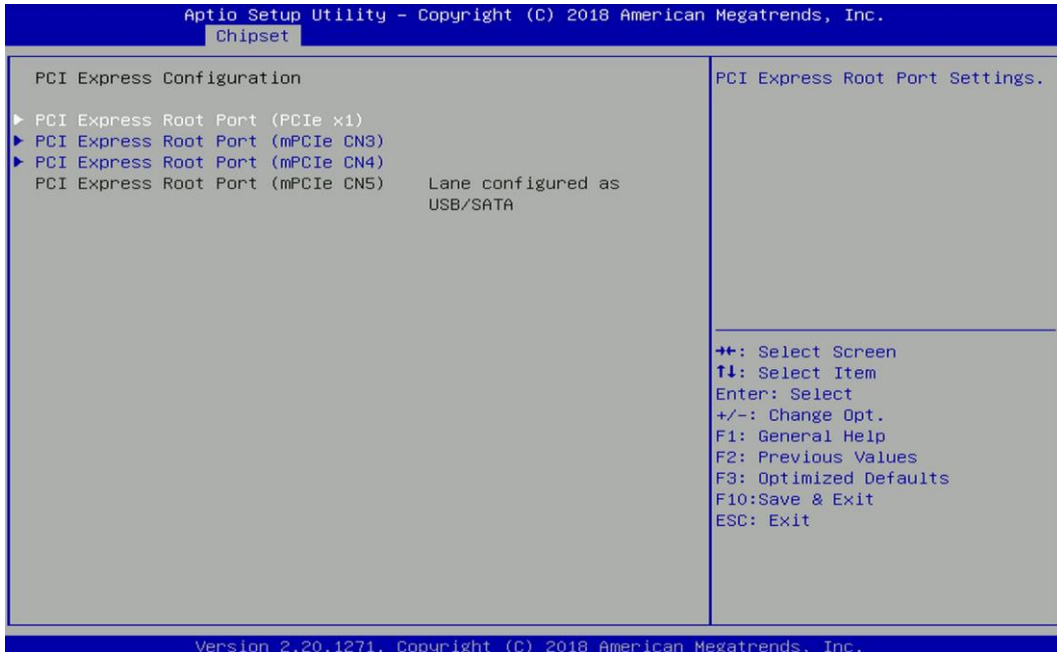 Aptio Setup Utility – Copyright (C) 2018 American Megatrends, Inc.
Chipset
PCI Express Configuration
PCI Express Root Port (PCIe x1)
PCI Express Root Port (mPCIe CN3)
PCI Express Root Port (mPCIe CN4)
PCI Express Root Port (mPCIe CN5) Lane configured as
USB/SATA
PCI Express Root Port Settings.
→←: Select Screen
↑↓: Select Item
Enter: Select
+/-: Change Opt.
F1: General Help
F2: Previous Values
F3: Optimized Defaults
F10:Save & Exit
ESC: Exit
Version 2.20.1271. Copyright (C) 2018 American Megatrends, Inc.